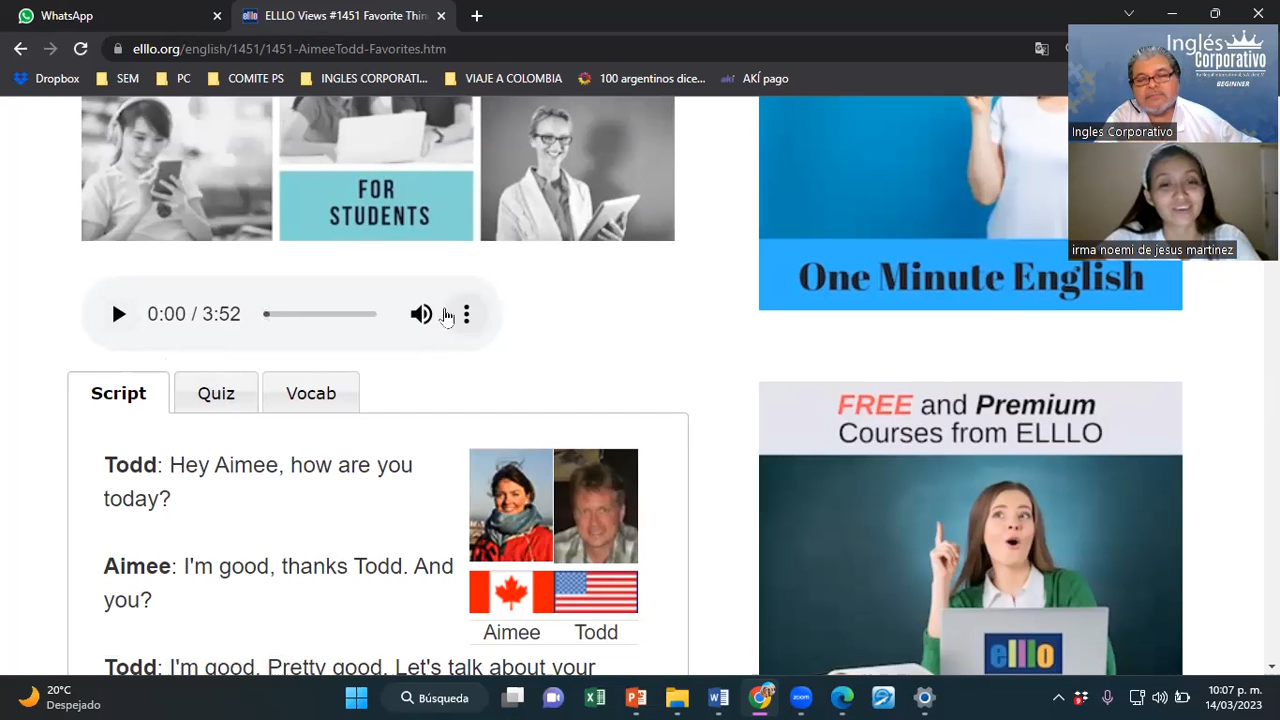 WhatsApp
ELLLO Views #1451 Favorite Thin
elllo.org/english/1451/1451-AimeeTodd-Favorites.htm
Dropbox
SEM
PC
COMITE PS
INGLES CORPORATI...
VIAJE A COLOMBIA
100 argentinos dice...
AKÍ pago
Inglés
Corporativo
BEGINNER
Ingles Corporativo
irma noemi de jesus martinez
FOR
STUDENTS
One Minute English
0:00 / 3:52
Script
Quiz
Vocab
Todd: Hey Aimee, how are you
today?
Aimee: I'm good, thanks Todd. And
you?
Aimee
Todd
Todd: I'm good. Pretty good. Let's talk about your
FREE and Premium
Courses from ELLLO
elllo
20°C
Despejado
Búsqueda
10:07 p. m.
14/03/2023